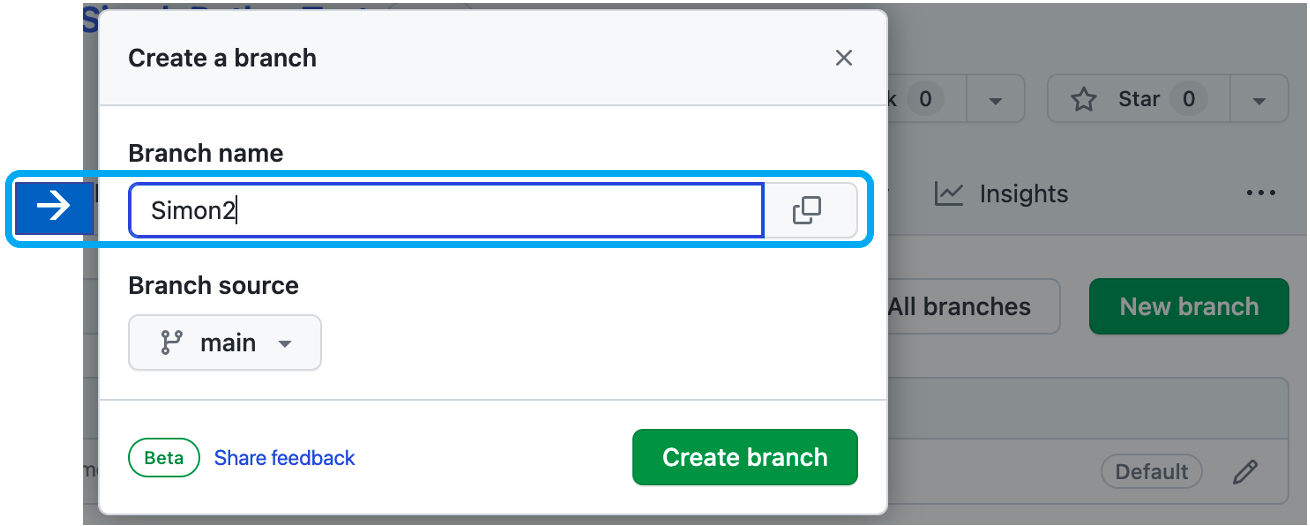 Create a branch
0
Star 0
Branch name
Simon2
Insights
Branch source
main
All branches
New branch
Beta
Share feedback
Create branch
Default